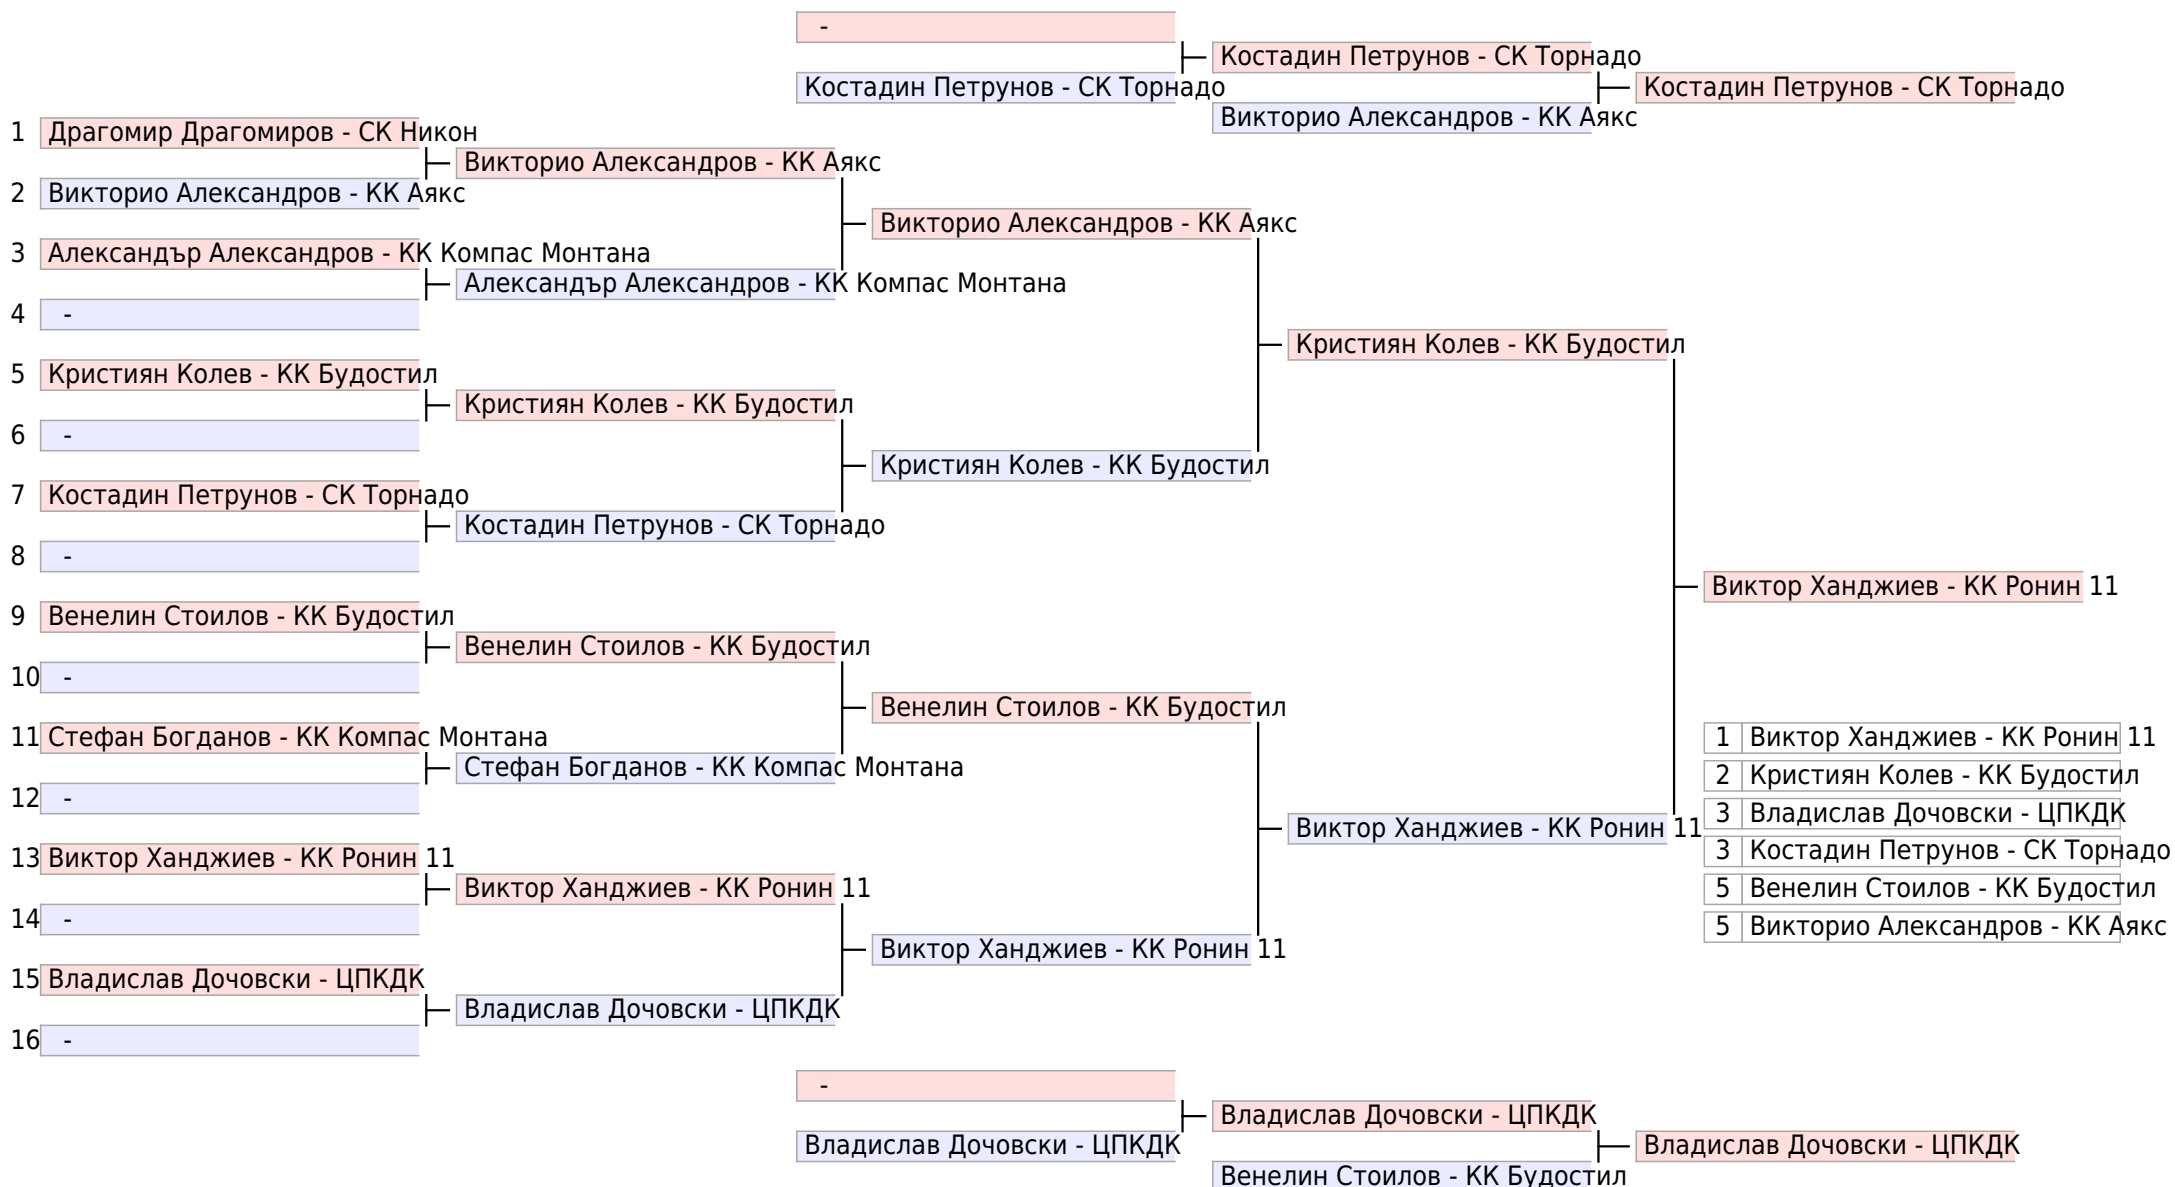 -
Костадин Петрунов - СК Торнадо
Костадин Петрунов - СК Торнадо
Викторио Александров - КК Аякс
Костадин Петрунов - СК Торнадо
1 Драгомир Драгомиров - СК Никон
2 Викторио Александров - КК Аякс
3 Александър Александров - КК Компас Монтана
4 -
5 Кристиян Колев - КК Будостил
6 -
7 Костадин Петрунов - СК Торнадо
8 -
9 Венелин Стоилов - КК Будостил
10 -
11 Стефан Богданов - КК Компас Монтана
12 -
13 Виктор Ханджиев - КК Ронин 11
14 -
15 Владислав Дочовски - ЦПКДК
16 -
Викторио Александров - КК Аякс
Александър Александров - КК Компас Монтана
Кристиян Колев - КК Будостил
Костадин Петрунов - СК Торнадо
Венелин Стоилов - КК Будостил
Стефан Богданов - КК Компас Монтана
Виктор Ханджиев - КК Ронин 11
Владислав Дочовски - ЦПКДК
Викторио Александров - КК Аякс
Кристиян Колев - КК Будостил
Венелин Стоилов - КК Будостил
Виктор Ханджиев - КК Ронин 11
Кристиян Колев - КК Будостил
Виктор Ханджиев - КК Ронин 11
Виктор Ханджиев - КК Ронин 11
1 Виктор Ханджиев - КК Ронин 11
2 Кристиян Колев - КК Будостил
3 Владислав Дочовски - ЦПКДК
3 Костадин Петрунов - СК Торнадо
5 Венелин Стоилов - КК Будостил
5 Викторио Александров - КК Аякс
-
Владислав Дочовски - ЦПКДК
Владислав Дочовски - ЦПКДК
Венелин Стоилов - КК Будостил
Владислав Дочовски - ЦПКДК